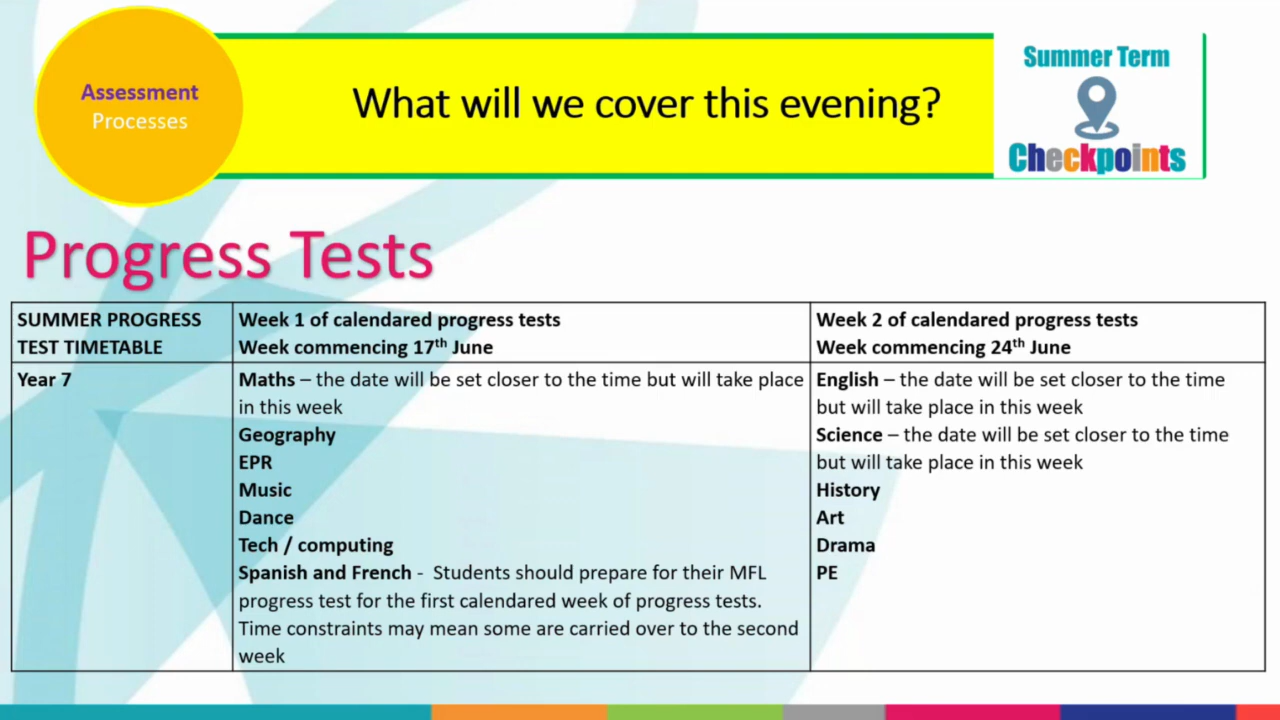 Assessment
Processes
What will we cover this evening?
Summer Term
Checkpoints
Progress Tests
SUMMER PROGRESS
TEST TIMETABLE
Week 1 of calendared progress tests
Week commencing 17th June
Week 2 of calendared progress tests
Week commencing 24th June
Year 7
Maths – the date will be set closer to the time but will take place
in this week
Geography
EPR
Music
Dance
Tech / computing
Spanish and French - Students should prepare for their MFL
progress test for the first calendared week of progress tests.
Time constraints may mean some are carried over to the second
week
English – the date will be set closer to the time
but will take place in this week
Science – the date will be set closer to the time
but will take place in this week
History
Art
Drama
PE